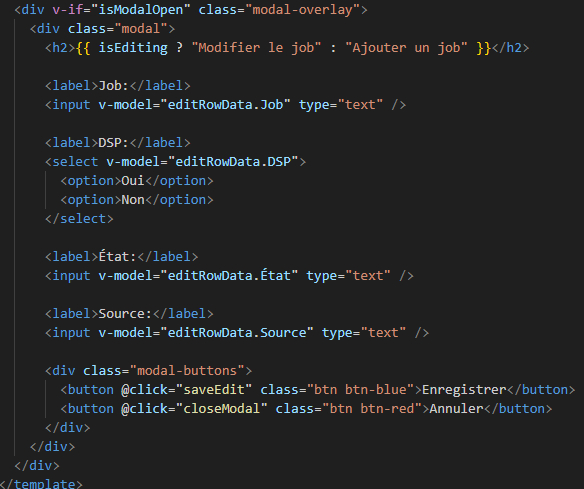 <div v-if="isModalOpen" class="modal-overlay">
<div class="modal">
<h2>{{ isEditing ? "Modifier le job" : "Ajouter un job" }}</h2>
<label>Job:</label>
<input v-model="editRowData.Job" type="text" />
<label>DSP:</label>
<select v-model="editRowData.DSP">
<option>Oui</option>
<option>Non</option>
</select>
<label>État:</label>
<input v-model="editRowData.État" type="text" />
<label>Source:</label>
<input v-model="editRowData.Source" type="text" />
<div class="modal-buttons">
<button @click="saveEdit" class="btn btn-blue">Enregistrer</button>
<button @click="closeModal" class="btn btn-red">Annuler</button>
</div>
</div>
</div>
</template>